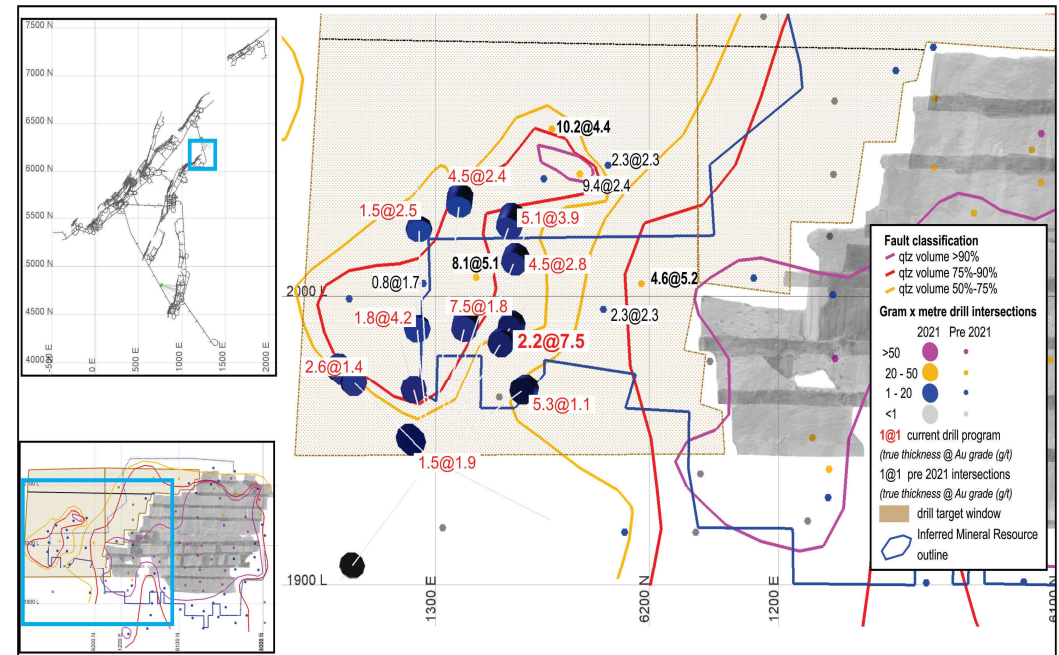 7500 N
7000 N
6500 N
6000 N
5500 N
5000 N
4500 N
4000 N
-500 E
0 E
500 E
1000 E
1500 E
2000 E
10.2@4.4
2.3@2.3
9.4@2.4
4.5@2.4
1.5@2.5
5.1@3.9
8.1@5.1
4.5@2.8
0.8@1.7
4.6@5.2
2000 L
7.5@1.8
1.8@4.2
2.3@2.3
2.2@7.5
2.6@1.4
5.3@1.1
1.5@1.9
1900 L
1300 E
6200 N
1200 E
6100 N
Fault classification
qtz volume >90%
qtz volume 75%-90%
qtz volume 50%-75%
Gram x metre drill intersections
2021 Pre 2021
>50
20 - 50
1 - 20
<1
1@1 current drill program
(true thickness @ Au grade (g/t)
1@1 pre 2021 intersections
(true thickness @ Au grade (g/t)
drill target window
Inferred Mineral Resource
outline